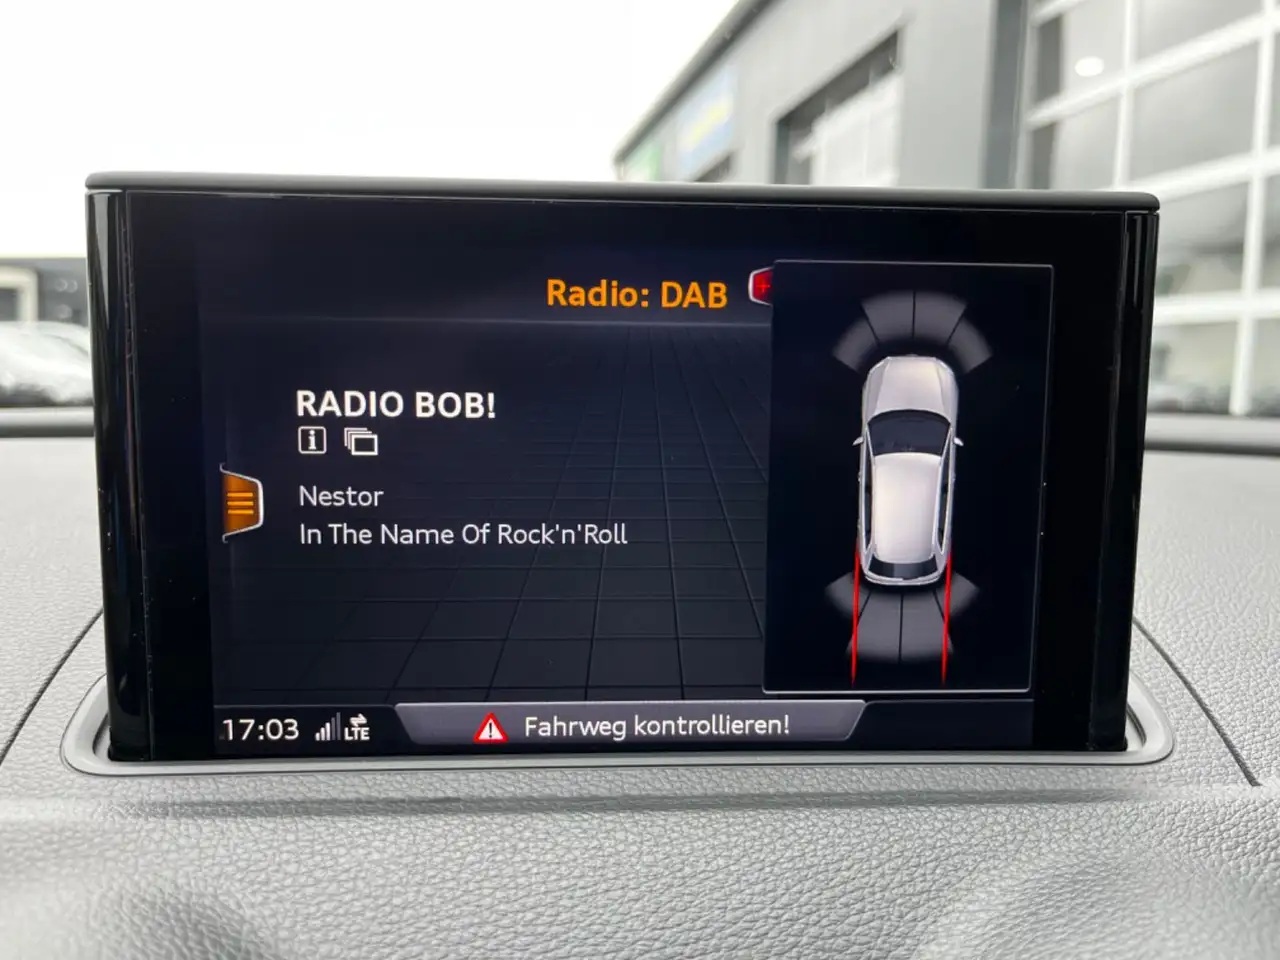 Radio: DAB
RADIO BOB!
Nestor
In The Name Of Rock'n'Roll
17:03 LTE
Fahrweg kontrollieren!